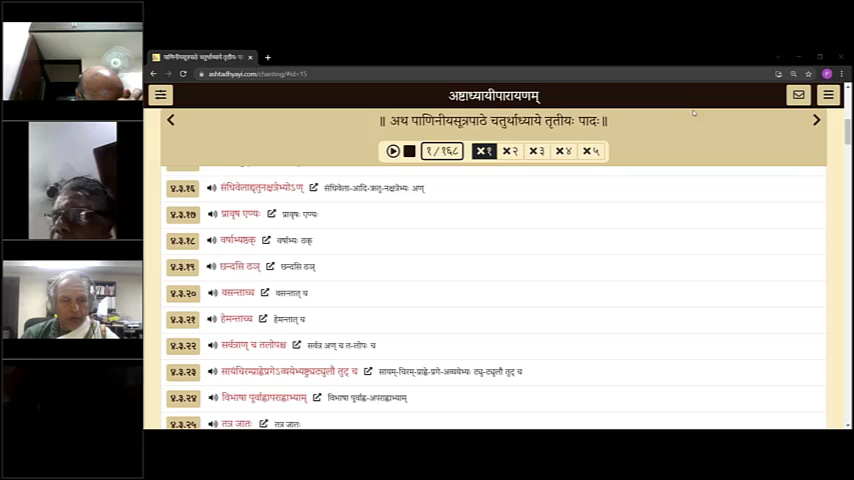 पाणिनीयसूत्रपाठे चतुर्थाध्याये तृतीयः पा
ashtadhyayi.com/chanting/#id=15
अष्टाध्यायीपारायणम्
॥ अथ पाणिनीयसूत्रपाठे चतुर्थाध्याये तृतीयः पादः॥
१/१६८ ×१ ×२ ×३ ×४ ×५
४.३.१६ संधिवेलाद्यृतुनक्षत्रेभ्योऽण् संधिवेला-आदि-ऋतु-नक्षत्रेभ्यः अण्
४.३.१७ प्रावृष एण्यः प्रावृषः एण्यः
४.३.१८ वर्षाभ्यष्ठक् वर्षाभ्यः ठक्
४.३.१९ छन्दसि ठञ् छन्दसि ठञ्
४.३.२० वसन्ताच्च वसन्तात् च
४.३.२१ हेमन्ताच्च हेमन्तात् च
४.३.२२ सर्वत्राण् च तलोपश्च सर्वत्र अण् च त-लोपः च
४.३.२३ सायंचिरम्प्राह्णेप्रगेऽव्ययेभ्यष्ट्युट्युलौ तुट् च सायम्-चिरम्-प्राह्णे-प्रगे-अव्ययेभ्यः ट्यु-ट्युलौ तुट् च
४.३.२४ विभाषा पूर्वाह्णापराह्णाभ्याम् विभाषा पूर्वाह्ण-अपराह्णाभ्याम्
४.३.२५ तत्र जातः तत्र जातः